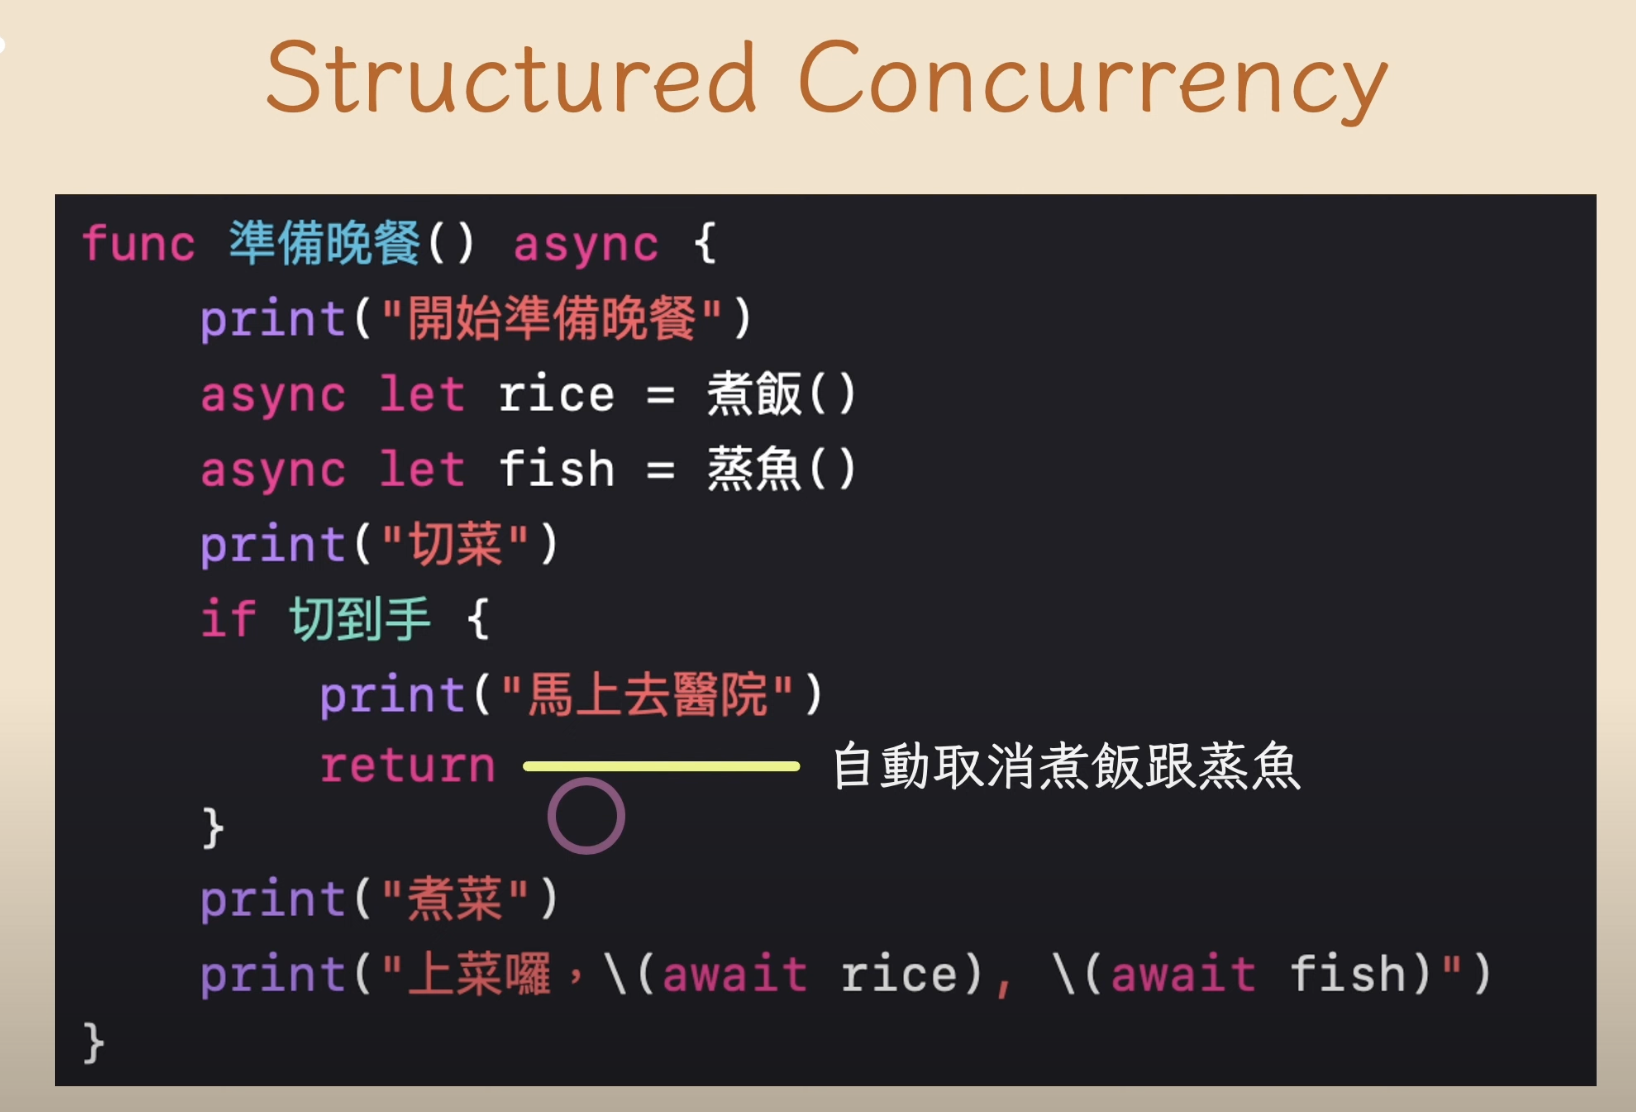 Structured Concurrency
func 準備晚餐() async {
print("開始準備晚餐")
async let rice = 煮飯()
async let fish = 蒸魚()
print("切菜")
if 切到手 {
print("馬上去醫院")
return 自動取消煮飯跟蒸魚
}
print("煮菜")
print("上菜囉，\(await rice), \(await fish)")
}